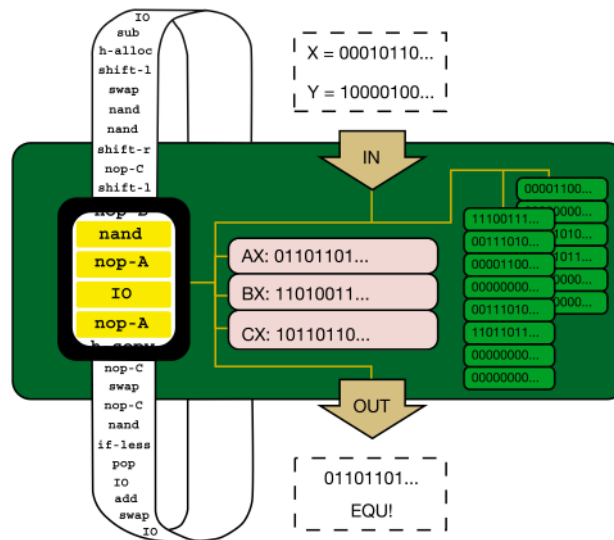 IO
sub
h-alloc
shift-l
swap
nand
nand
shift-r
nop-C
shift-l
nand
nop-A
IO
nop-A
nop-C
swap
nop-C
nand
if-less
pop
IO
add
swap
IO
X = 00010110...
Y = 10000100...
IN
AX: 01101101...
BX: 11010011...
CX: 10110110...
11100111...
00111010...
00001100...
00000000...
00111010...
11011011...
00000000...
00000000...
00001100...
OUT
01101101...
EQU!